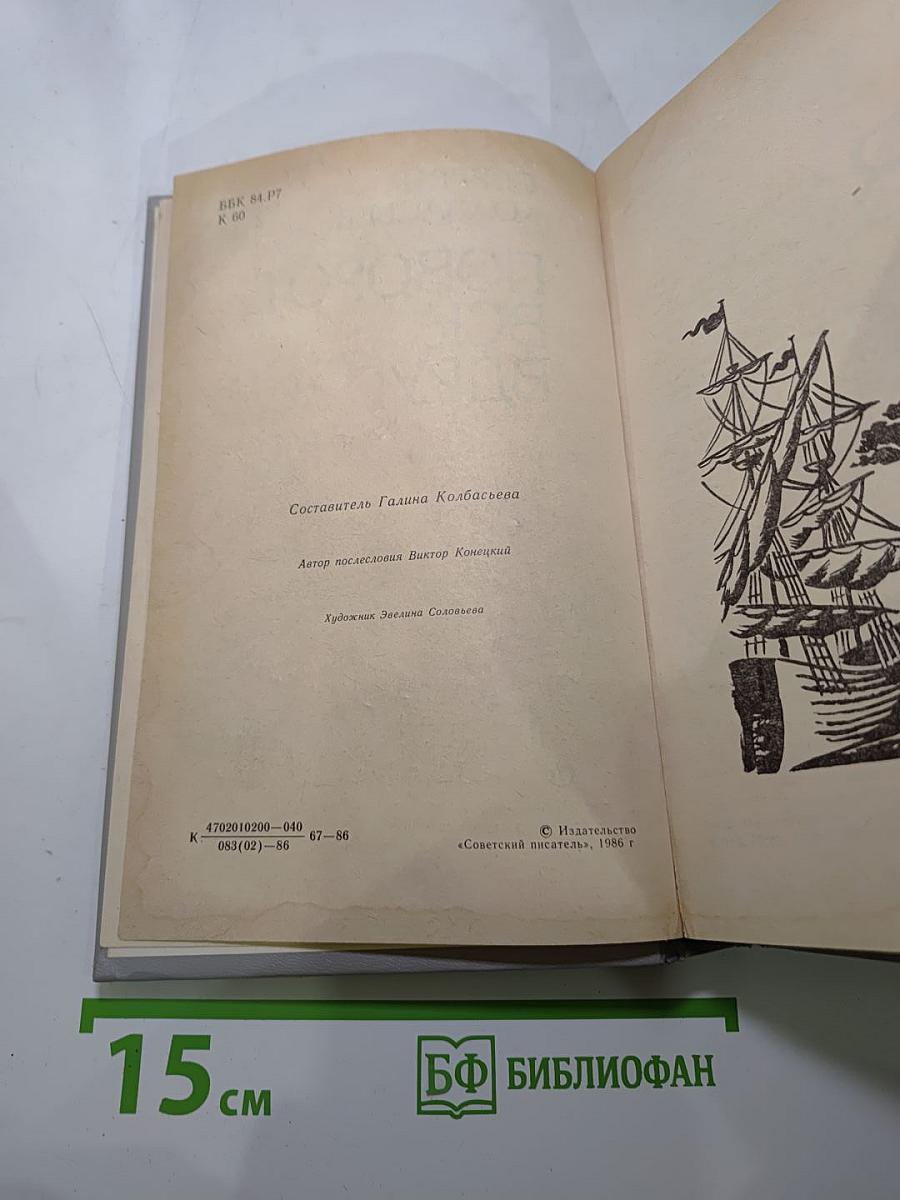 ББК 84.Р7
К 60
Составитель Галина Колбасьева
Автор послесловия Виктор Конецкий
Художник Эвелина Соловьева
К 4702010200—040
083(02)—86 67—86
© Издательство
«Советский писатель», 1986 г
15 см
БФ БИБЛИОФАН